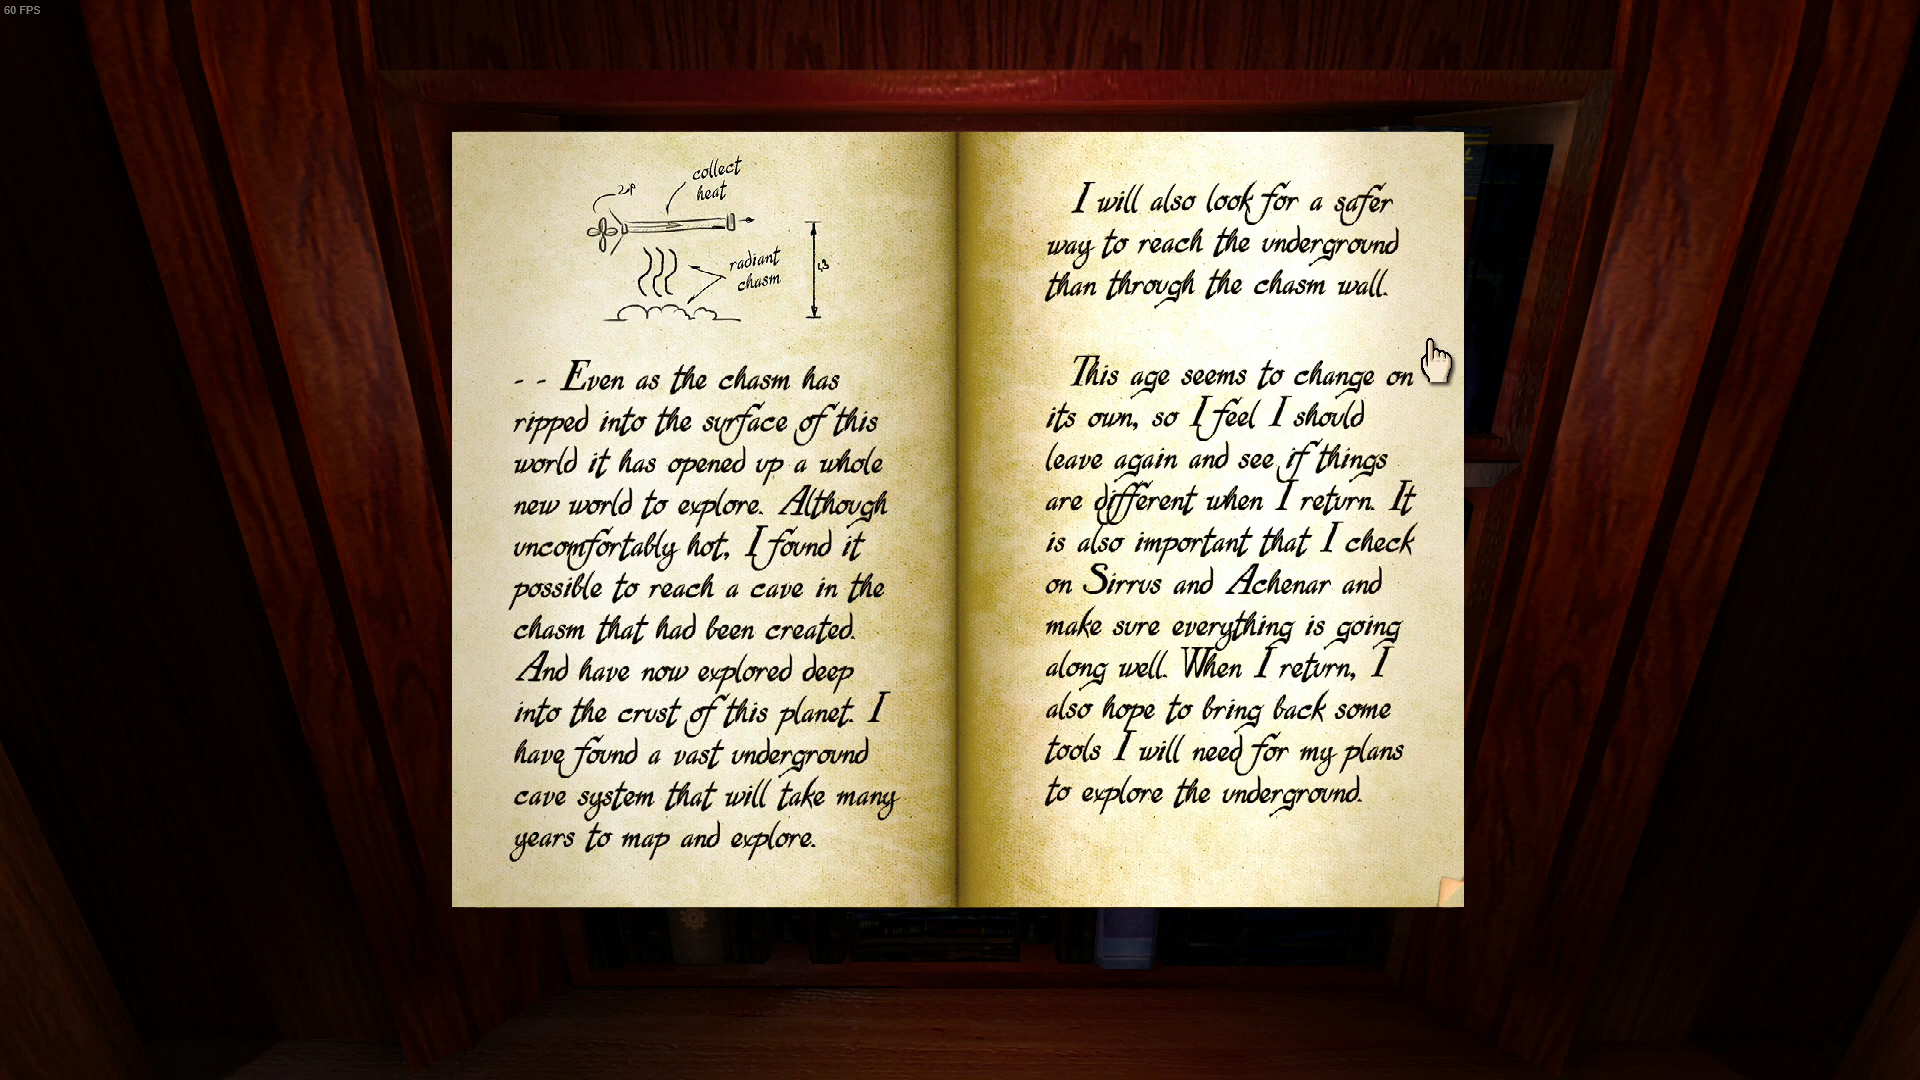 60 FPS
collect
heat
radiant
chasm
- - Even as the chasm has
ripped into the surface of this
world it has opened up a whole
new world to explore. Although
uncomfortably hot, I found it
possible to reach a cave in the
chasm that had been created.
And have now explored deep
into the crust of this planet. I
have found a vast underground
cave system that will take many
years to map and explore.
I will also look for a safer
way to reach the underground
than through the chasm wall.
This age seems to change on
its own, so I feel I should
leave again and see if things
are different when I return. It
is also important that I check
on Sirrus and Achenar and
make sure everything is going
along well. When I return, I
also hope to bring back some
tools I will need for my plans
to explore the underground.